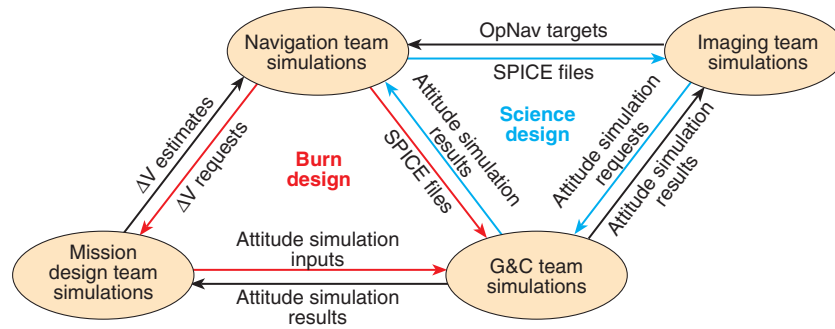 Navigation team
simulations
OpNav targets
SPICE files
Imaging team
simulations
ΔV estimates
ΔV requests
Burn
design
SPICE files
Attitude simulation
results
Science
design
Attitude simulation
requests
Attitude simulation
results
Mission
design team
simulations
Attitude simulation
inputs
Attitude simulation
results
G&C team
simulations